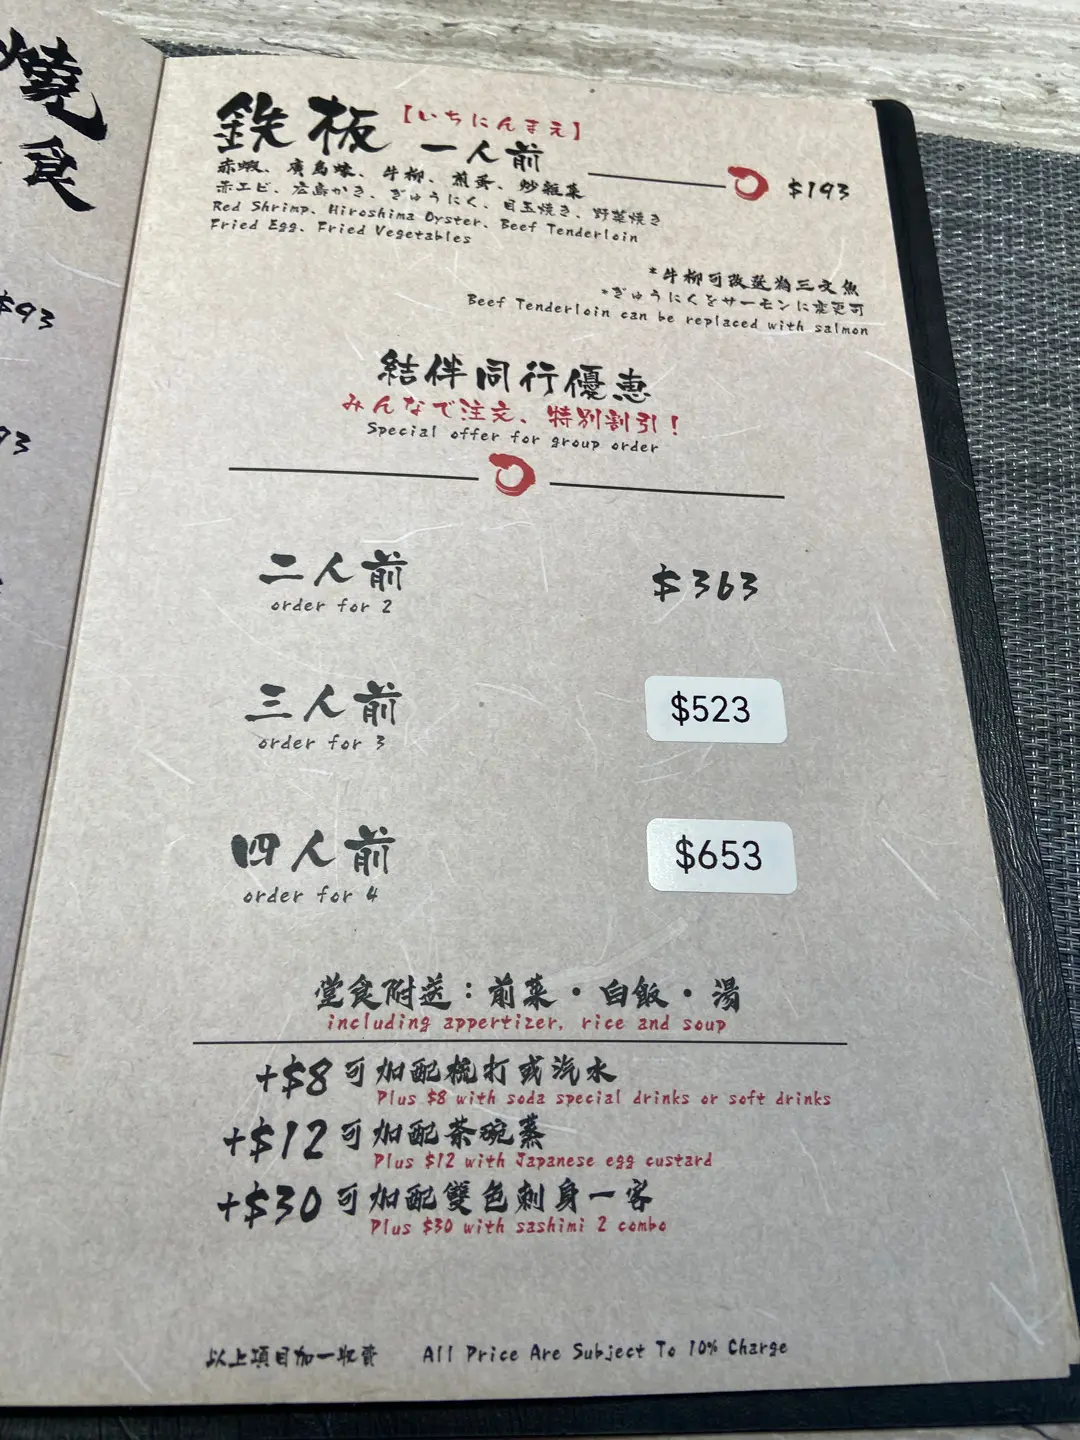 燒
食
$93
93
鉄板【いちにんまえ】
一人前
$193
赤蝦、廣島蠔、牛柳、煎蛋、炒雜菜
赤エビ、広島かき、ぎゅうにく、目玉焼き、野菜焼き
Red Shrimp、Hiroshima Oyster、Beef Tenderloin
Fried Egg、Fried Vegetables
*牛柳可改選為三文魚
*ぎゅうにくをサーモンに変更可
Beef Tenderloin can be replaced with salmon
結伴同行優惠
みんなで注文、特別割引！
Special offer for group order
二人前 $363
order for 2
三人前 $523
order for 3
四人前 $653
order for 4
堂食附送：前菜・白飯・湯
including appertizer, rice and soup
+$8 可加配梳打或汽水
Plus $8 with soda special drinks or soft drinks
+$12 可加配茶碗蒸
Plus $12 with Japanese egg custard
+$30 可加配雙色刺身一客
Plus $30 with sashimi 2 combo
以上項目加一收費 All Price Are Subject To 10% Charge